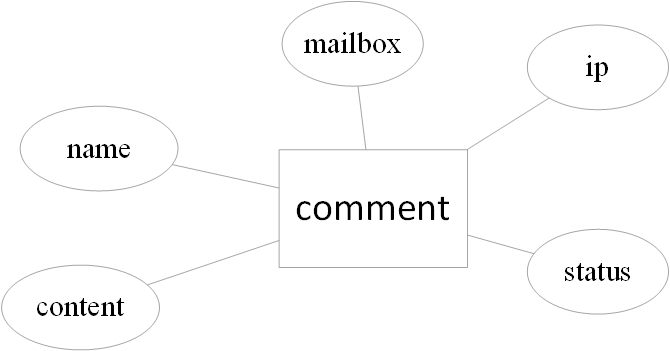 mailbox
ip
name
comment
status
content